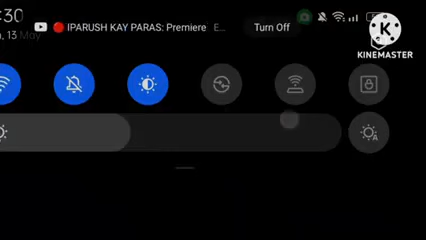 :30
IPARUSH KAY PARAS: Premiere E...
Turn Off
, 13 May
KINEMASTER